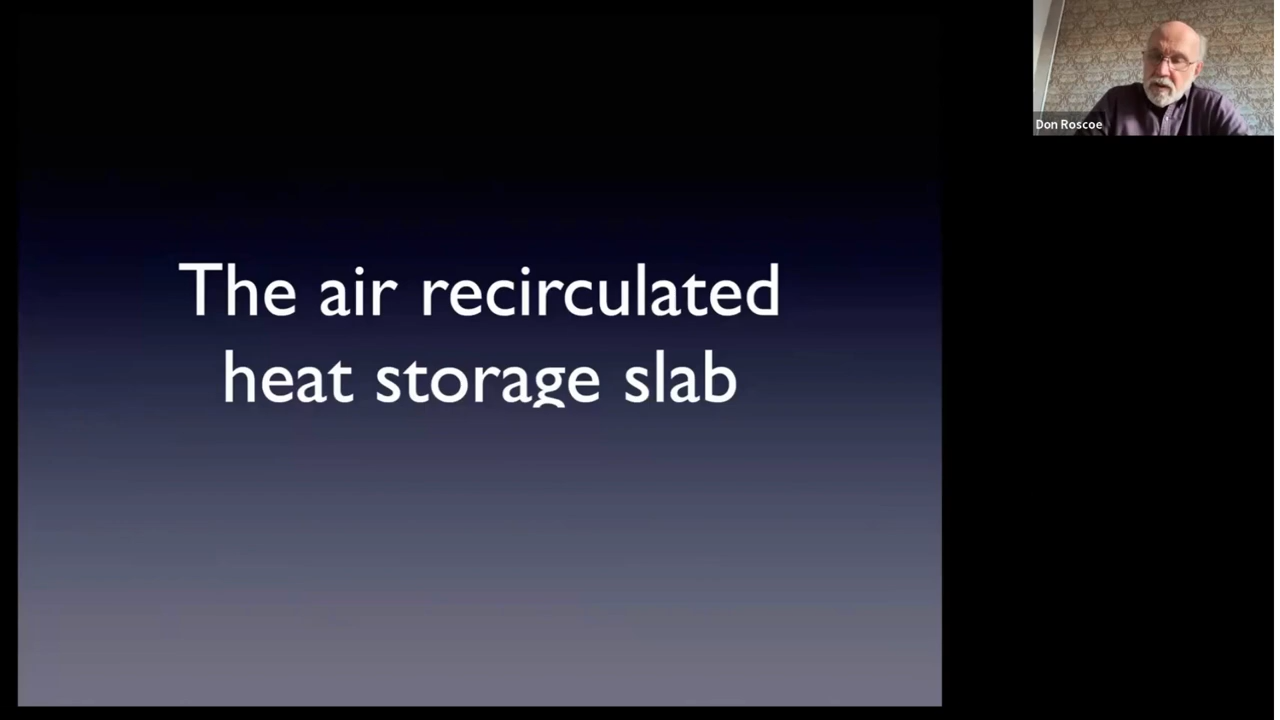 The air recirculated
heat storage slab
Don Roscoe